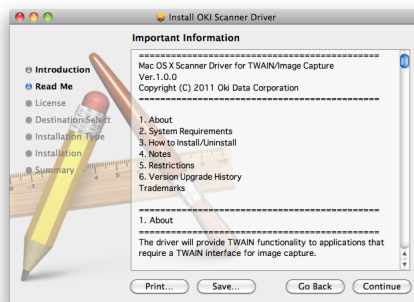 Install OKI Scanner Driver
Important Information
Introduction
Read Me
License
Destination Select
Installation Type
Installation
Summary
==============================================
Mac OS X Scanner Driver for TWAIN/Image Capture
Ver.1.0.0
Copyright (C) 2011 Oki Data Corporation
==============================================
1. About
2. System Requirements
3. How to Install/Uninstall
4. Notes
5. Restrictions
6. Version Upgrade History
Trademarks
==============================================
1. About
==============================================
The driver will provide TWAIN functionality to applications that
require a TWAIN interface for image capture.
Print... Save... Go Back Continue